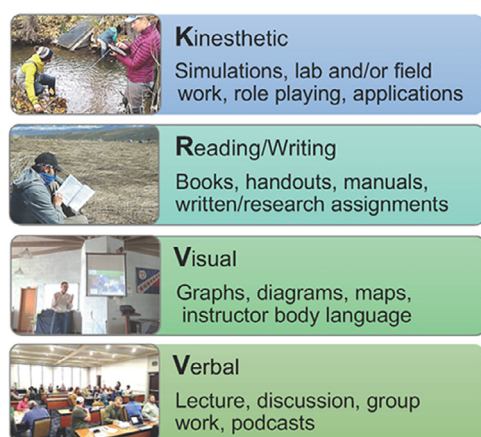 Kinesthetic
Simulations, lab and/or field
work, role playing, applications
Reading/Writing
Books, handouts, manuals,
written/research assignments
Visual
Graphs, diagrams, maps,
instructor body language
Verbal
Lecture, discussion, group
work, podcasts